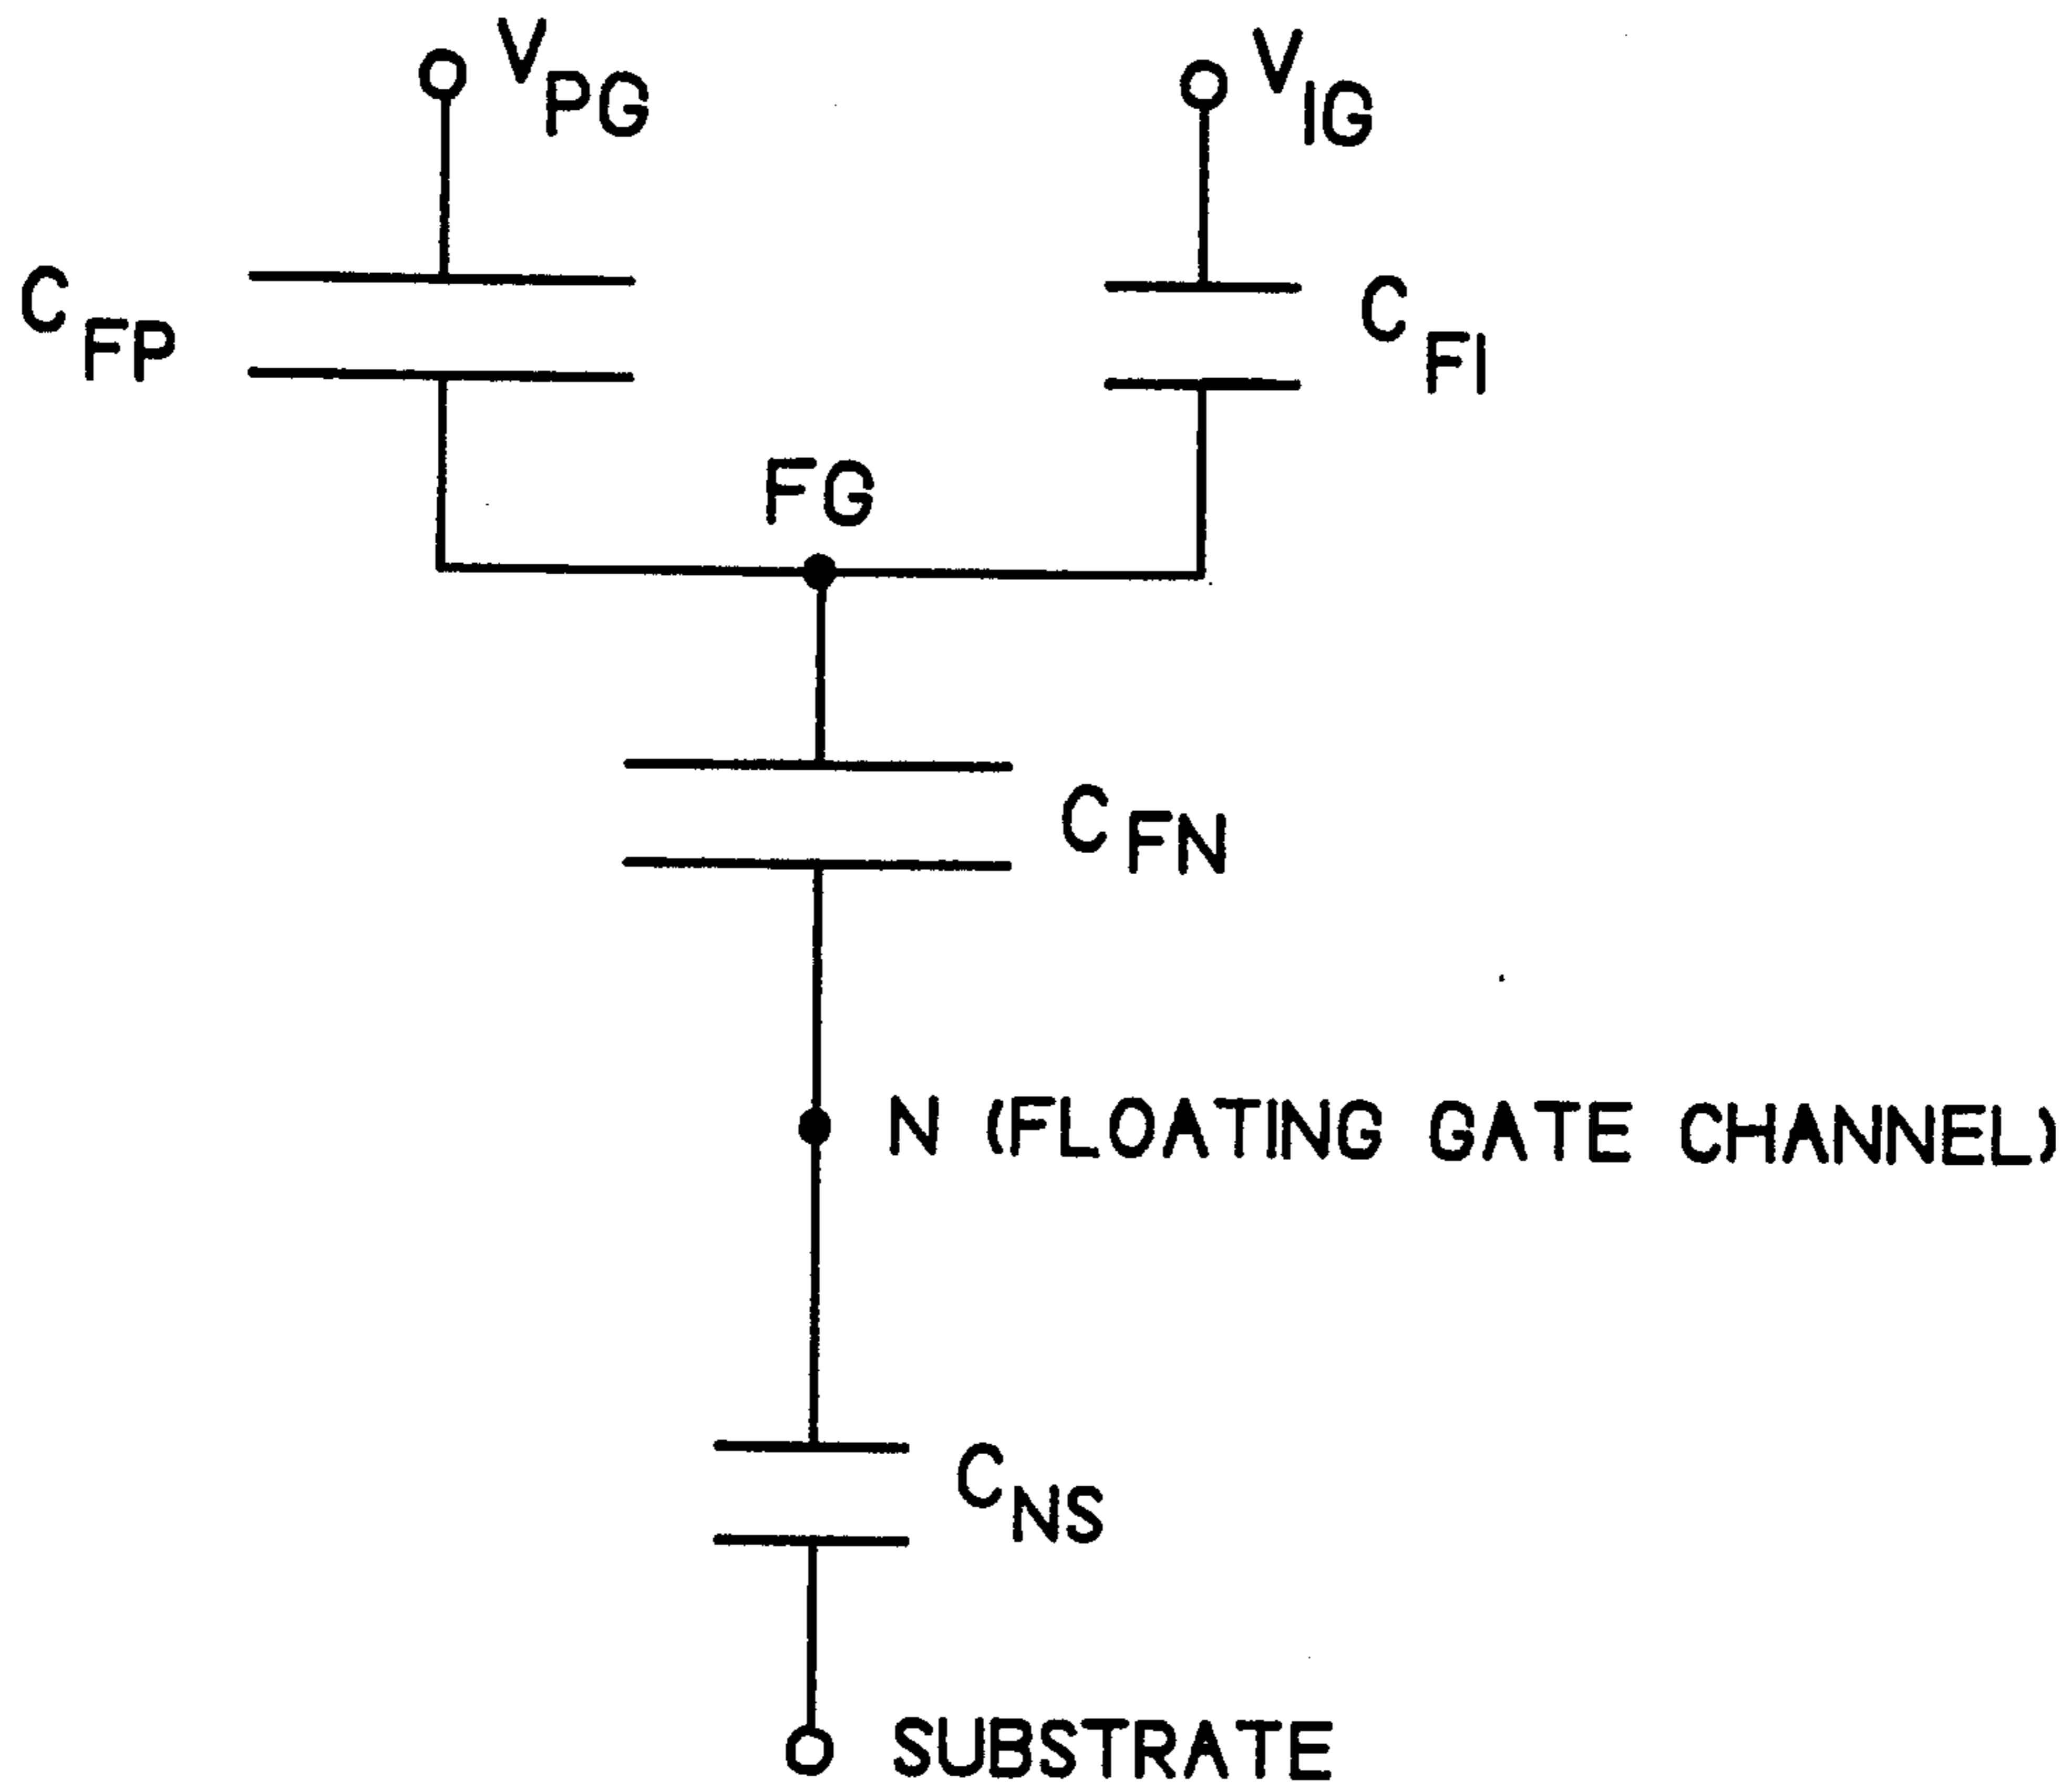 V_PG
V_IG
C_FP
C_FI
FG
C_FN
N (FLOATING GATE CHANNEL)
C_NS
SUBSTRATE